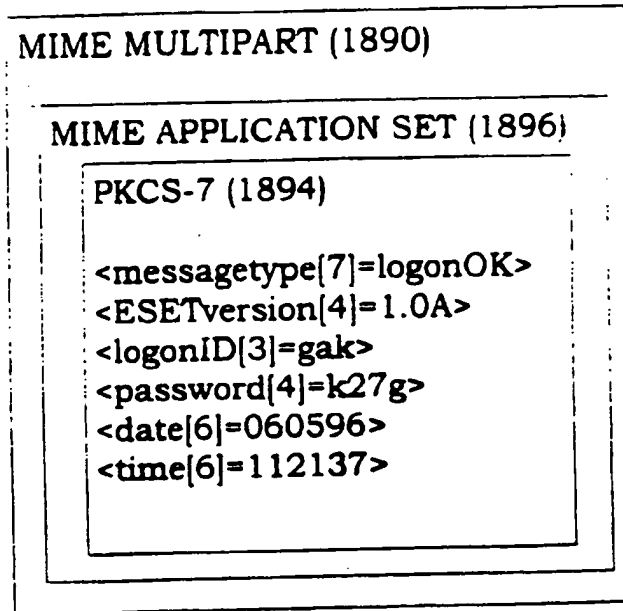 MIME MULTIPART (1890)
MIME APPLICATION SET (1896)
PKCS-7 (1894)
<messagetype[7]=logonOK>
<ESETversion[4]=1.0A>
<logonID[3]=gak>
<password[4]=k27g>
<date[6]=060596>
<time[6]=112137>